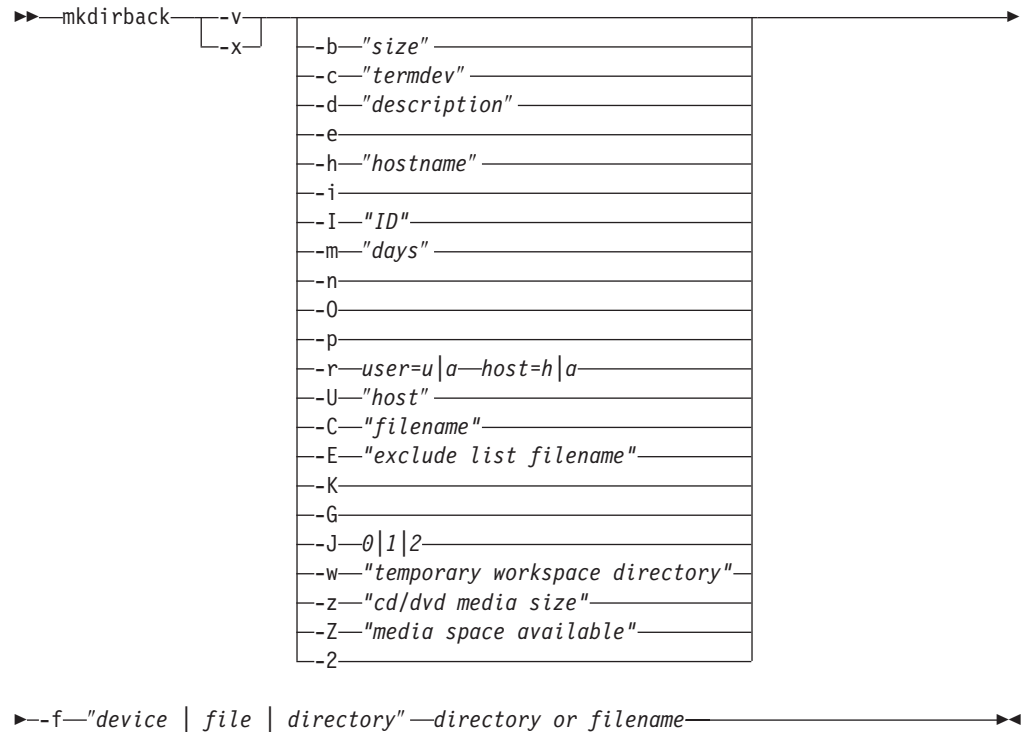 mkdirback -v
-x
-b "size"
-c "termdev"
-d "description"
-e
-h "hostname"
-i
-I "ID"
-m "days"
-n
-O
-p
-r user=u|a host=h|a
-U "host"
-C "filename"
-E "exclude list filename"
-K
-G
-J 0|1|2
-w "temporary workspace directory"
-z "cd/dvd media size"
-Z "media space available"
-2
-f "device | file | directory" directory or filename